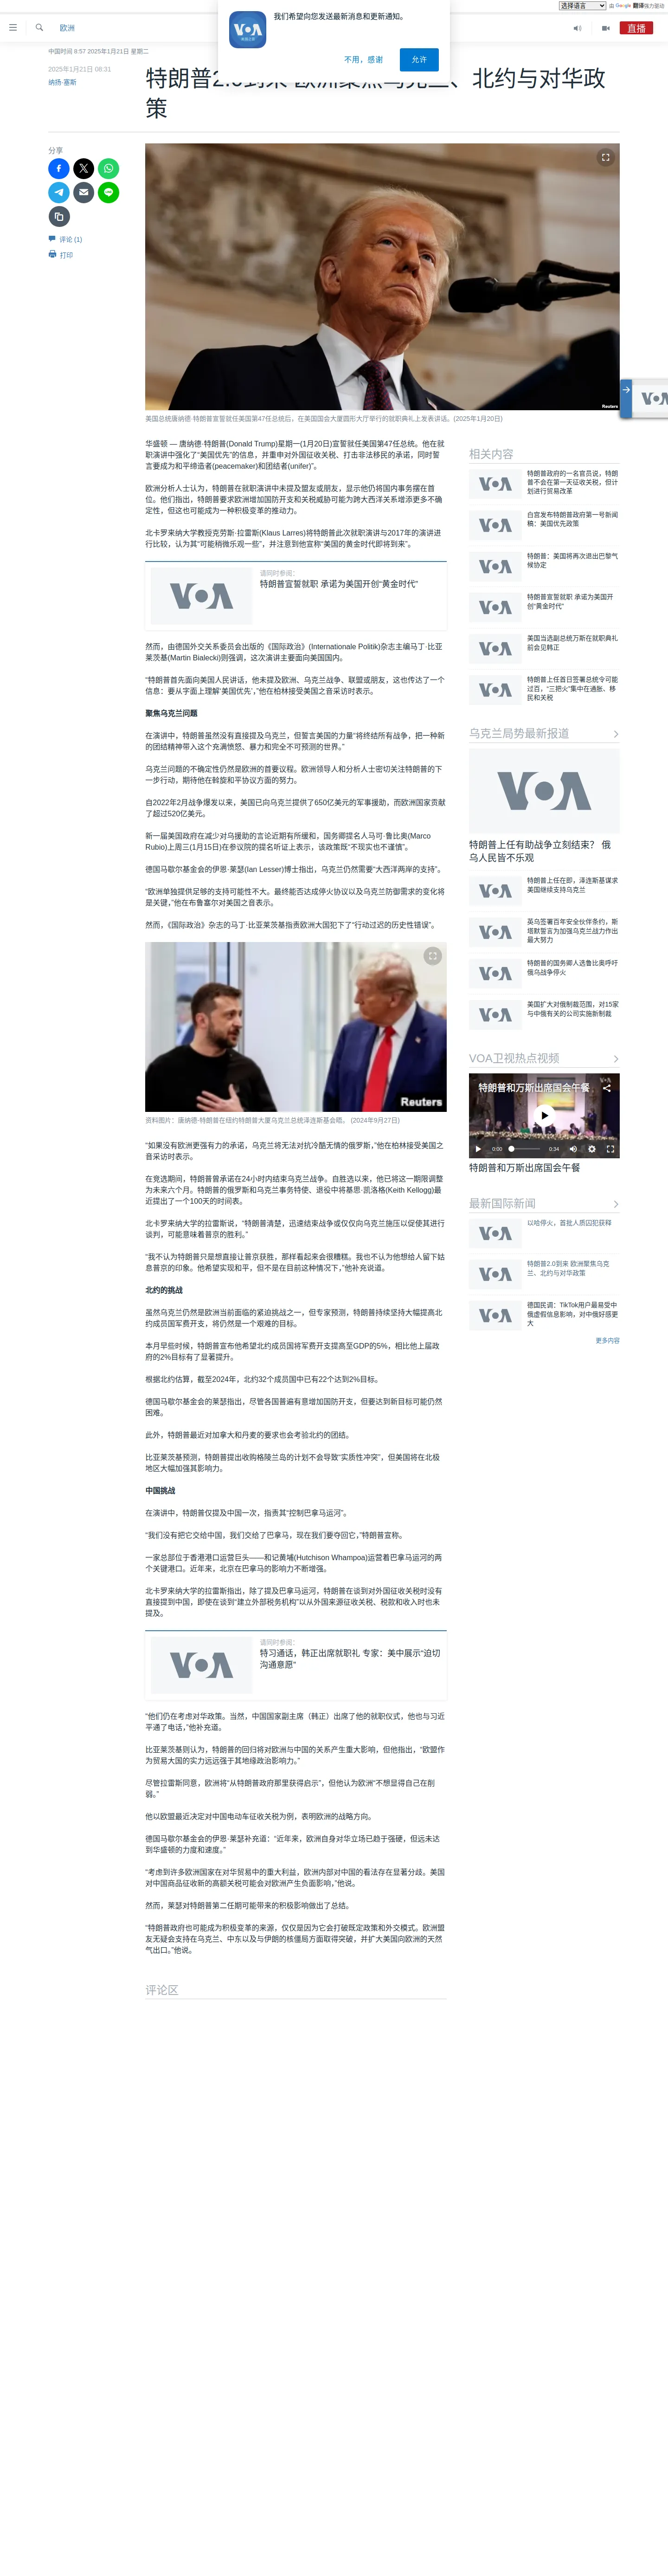 选择语言
由 Google 翻译强力驱动
我们希望向您发送最新消息和更新通知。
不用，感谢
允许
欧洲
直播
中国时间 8:57 2025年1月21日 星期二
2025年1月21日 08:31
纳扬·塞斯
特朗普2.0到来 欧洲聚焦乌克兰、北约与对华政
策
分享
评论 (1)
打印
Reuters
美国总统唐纳德·特朗普宣誓就任美国第47任总统后，在美国国会大厦圆形大厅举行的就职典礼上发表讲话。(2025年1月20日)
华盛顿 — 唐纳德·特朗普(Donald Trump)星期一(1月20日)宣誓就任美国第47任总统。他在就
职演讲中强化了“美国优先”的信息，并重申对外国征收关税、打击非法移民的承诺，同时誓
言要成为和平缔造者(peacemaker)和团结者(unifer)”。
欧洲分析人士认为，特朗普在就职演讲中未提及盟友或朋友，显示他仍将国内事务摆在首
位。他们指出，特朗普要求欧洲增加国防开支和关税威胁可能为跨大西洋关系增添更多不确
定性，但这也可能成为一种积极变革的推动力。
北卡罗来纳大学教授克劳斯·拉雷斯(Klaus Larres)将特朗普此次就职演讲与2017年的演讲进
行比较，认为其“可能稍微乐观一些”，并注意到他宣称“美国的黄金时代即将到来”。
请同时参阅:
特朗普宣誓就职 承诺为美国开创“黄金时代”
然而，由德国外交关系委员会出版的《国际政治》(Internationale Politik)杂志主编马丁·比亚
莱茨基(Martin Bialecki)则强调，这次演讲主要面向美国国内。
“特朗普首先面向美国人民讲话，他未提及欧洲、乌克兰战争、联盟或朋友，这也传达了一个
信息：要从字面上理解‘美国优先’，”他在柏林接受美国之音采访时表示。
聚焦乌克兰问题
在演讲中，特朗普虽然没有直接提及乌克兰，但誓言美国的力量“将终结所有战争，把一种新
的团结精神带入这个充满愤怒、暴力和完全不可预测的世界。”
乌克兰问题的不确定性仍然是欧洲的首要议程。欧洲领导人和分析人士密切关注特朗普的下
一步行动，期待他在斡旋和平协议方面的努力。
自2022年2月战争爆发以来，美国已向乌克兰提供了650亿美元的军事援助，而欧洲国家贡献
了超过520亿美元。
新一届美国政府在减少对乌援助的言论近期有所缓和，国务卿提名人马可·鲁比奥(Marco
Rubio)上周三(1月15日)在参议院的提名听证上表示，该政策既“不现实也不谨慎”。
德国马歇尔基金会的伊恩·莱瑟(Ian Lesser)博士指出，乌克兰仍然需要“大西洋两岸的支持”。
“欧洲单独提供足够的支持可能性不大。最终能否达成停火协议以及乌克兰防御需求的变化将
是关键，”他在布鲁塞尔对美国之音表示。
然而，《国际政治》杂志的马丁·比亚莱茨基指责欧洲大国犯下了“行动过迟的历史性错误”。
Reuters
资料图片：唐纳德·特朗普在纽约特朗普大厦乌克兰总统泽连斯基会晤。 (2024年9月27日)
“如果没有欧洲更强有力的承诺，乌克兰将无法对抗冷酷无情的俄罗斯，”他在柏林接受美国之
音采访时表示。
在竞选期间，特朗普曾承诺在24小时内结束乌克兰战争。自胜选以来，他已将这一期限调整
为未来六个月。特朗普的俄罗斯和乌克兰事务特使、退役中将基思·凯洛格(Keith Kellogg)最
近提出了一个100天的时间表。
北卡罗来纳大学的拉雷斯说，“特朗普清楚，迅速结束战争或仅仅向乌克兰施压以促使其进行
谈判，可能意味着普京的胜利。”
“我不认为特朗普只是想直接让普京获胜，那样看起来会很糟糕。我也不认为他想给人留下姑
息普京的印象。他希望实现和平，但不是在目前这种情况下，”他补充说道。
北约的挑战
虽然乌克兰仍然是欧洲当前面临的紧迫挑战之一，但专家预测，特朗普持续坚持大幅提高北
约成员国军费开支，将仍然是一个艰难的目标。
本月早些时候，特朗普宣布他希望北约成员国将军费开支提高至GDP的5%，相比他上届政
府的2%目标有了显著提升。
根据北约估算，截至2024年，北约32个成员国中已有22个达到2%目标。
德国马歇尔基金会的莱瑟指出，尽管各国普遍有意增加国防开支，但要达到新目标可能仍然
困难。
此外，特朗普最近对加拿大和丹麦的要求也会考验北约的团结。
比亚莱茨基预测，特朗普提出收购格陵兰岛的计划不会导致“实质性冲突”，但美国将在北极
地区大幅加强其影响力。
中国挑战
在演讲中，特朗普仅提及中国一次，指责其“控制巴拿马运河”。
“我们没有把它交给中国，我们交给了巴拿马，现在我们要夺回它，”特朗普宣称。
一家总部位于香港港口运营巨头——和记黄埔(Hutchison Whampoa)运营着巴拿马运河的两
个关键港口。近年来，北京在巴拿马的影响力不断增强。
北卡罗来纳大学的拉雷斯指出，除了提及巴拿马运河，特朗普在谈到对外国征收关税时没有
直接提到中国，即使在谈到“建立外部税务机构”以从外国来源征收关税、税款和收入时也未
提及。
请同时参阅:
特习通话，韩正出席就职礼 专家：美中展示“迫切
沟通意愿”
“他们仍在考虑对华政策。当然，中国国家副主席（韩正）出席了他的就职仪式，他也与习近
平通了电话，”他补充道。
比亚莱茨基则认为，特朗普的回归将对欧洲与中国的关系产生重大影响，但他指出，“欧盟作
为贸易大国的实力远远强于其地缘政治影响力。”
尽管拉雷斯同意，欧洲将“从特朗普政府那里获得启示”，但他认为欧洲“不想显得自己在削
弱。”
他以欧盟最近决定对中国电动车征收关税为例，表明欧洲的战略方向。
德国马歇尔基金会的伊恩·莱瑟补充道：“近年来，欧洲自身对华立场已趋于强硬，但远未达
到华盛顿的力度和速度。”
“考虑到许多欧洲国家在对华贸易中的重大利益，欧洲内部对中国的看法存在显著分歧。美国
对中国商品征收新的高额关税可能会对欧洲产生负面影响，”他说。
然而，莱瑟对特朗普第二任期可能带来的积极影响做出了总结。
“特朗普政府也可能成为积极变革的来源，仅仅是因为它会打破既定政策和外交模式。欧洲盟
友无疑会支持在乌克兰、中东以及与伊朗的核僵局方面取得突破，并扩大美国向欧洲的天然
气出口。”他说。
评论区
相关内容
特朗普政府的一名官员说，特朗
普不会在第一天征收关税，但计
划进行贸易改革
白宫发布特朗普政府第一号新闻
稿：美国优先政策
特朗普：美国将再次退出巴黎气
候协定
特朗普宣誓就职 承诺为美国开
创“黄金时代”
美国当选副总统万斯在就职典礼
前会见韩正
特朗普上任首日签署总统令可能
过百，“三把火”集中在通胀、移
民和关税
乌克兰局势最新报道
特朗普上任有助战争立刻结束？ 俄
乌人民皆不乐观
特朗普上任在即，泽连斯基谋求
美国继续支持乌克兰
英乌签署百年安全伙伴条约，斯
塔默誓言为加强乌克兰战力作出
最大努力
特朗普的国务卿人选鲁比奥呼吁
俄乌战争停火
美国扩大对俄制裁范围，对15家
与中俄有关的公司实施新制裁
VOA卫视热点视频
特朗普和万斯出席国会午餐
0:00
0:34
特朗普和万斯出席国会午餐
最新国际新闻
以哈停火，首批人质囚犯获释
特朗普2.0到来 欧洲聚焦乌克
兰、北约与对华政策
德国民调：TikTok用户最易受中
俄虚假信息影响，对中俄好感更
大
更多内容